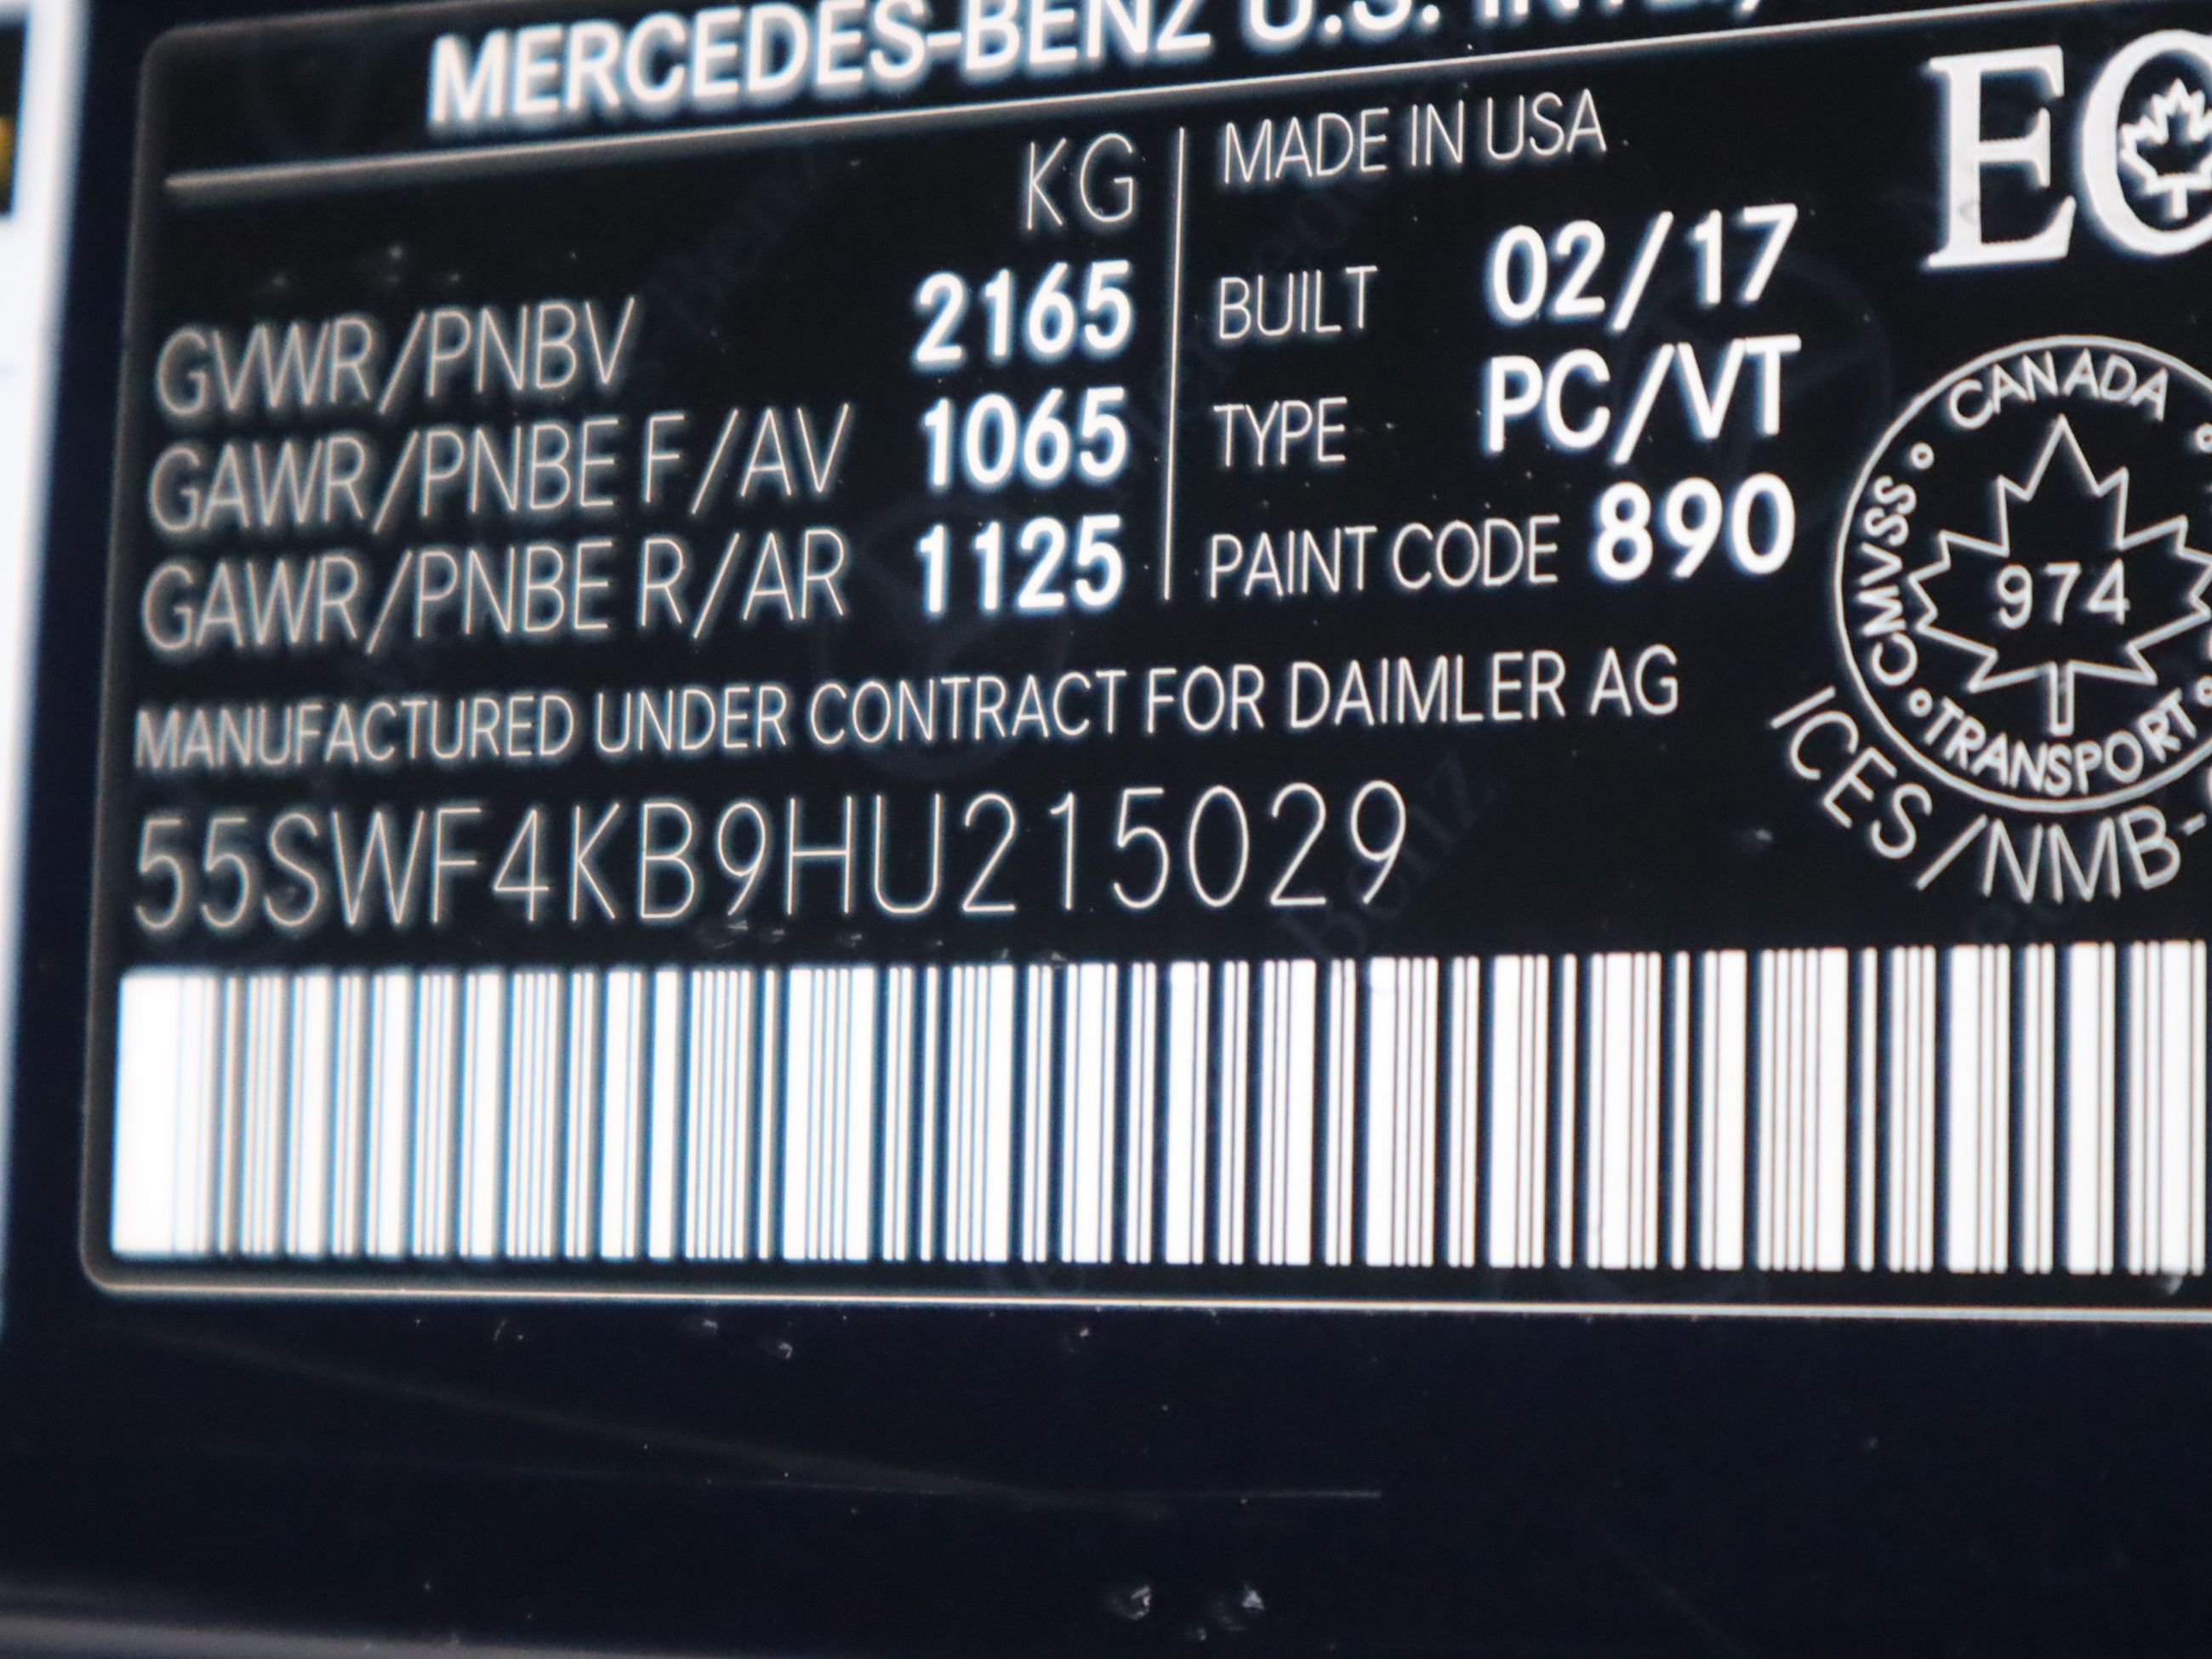 MERCEDES-BENZ U.S.
KG
GVWR/PNBV 2165
GAWR/PNBE F/AV 1065
GAWR/PNBE R/AR 1125
MADE IN USA
BUILT 02/17
TYPE PC/VT
PAINT CODE 890
MANUFACTURED UNDER CONTRACT FOR DAIMLER AG
55SWF4KB9HU215029
CANADA
CMVSS
974
TRANSPORT
ICES/NMB-